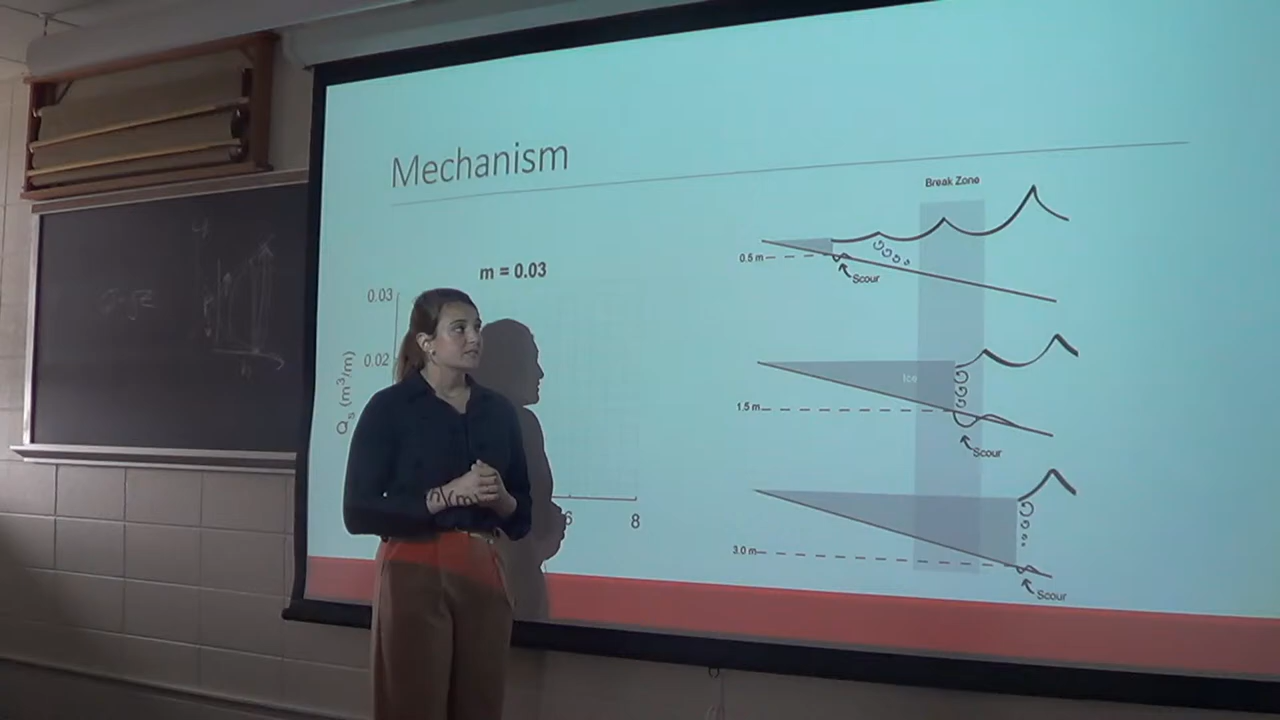 Mechanism
m = 0.03
0.03
0.02
Qs (m³/m)
6
8
Break Zone
0.5 m
Scour
Ice
1.5 m
Scour
3.0 m
Scour